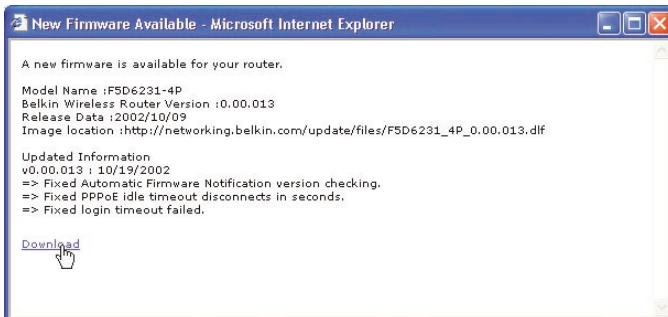 New Firmware Available - Microsoft Internet Explorer
A new firmware is available for your router.
Model Name :F5D6231-4P
Belkin Wireless Router Version :0.00.013
Release Data :2002/10/09
Image location :http://networking.belkin.com/update/files/F5D6231_4P_0.00.013.dlf
Updated Information
v0.00.013 : 10/19/2002
=> Fixed Automatic Firmware Notification version checking.
=> Fixed PPPoE idle timeout disconnects in seconds.
=> Fixed login timeout failed.
Download